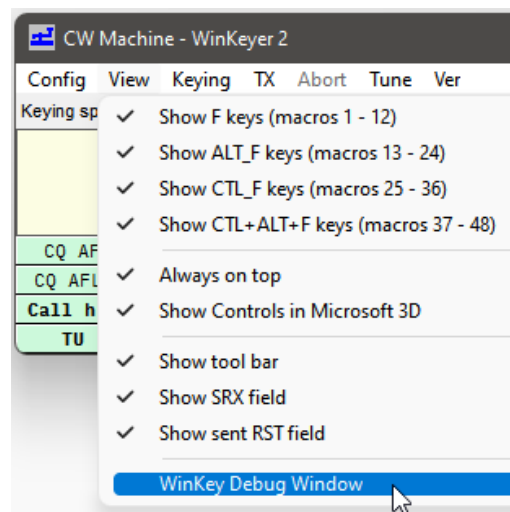 CW Machine - WinKeyer 2
Config View Keying TX Abort Tune Ver
Keying sp
Show F keys (macros 1 - 12)
Show ALT_F keys (macros 13 - 24)
Show CTL_F keys (macros 25 - 36)
Show CTL+ALT+F keys (macros 37 - 48)
CQ AF
Always on top
CQ AFL
Call h
Show Controls in Microsoft 3D
TU
Show tool bar
Show SRX field
Show sent RST field
WinKey Debug Window